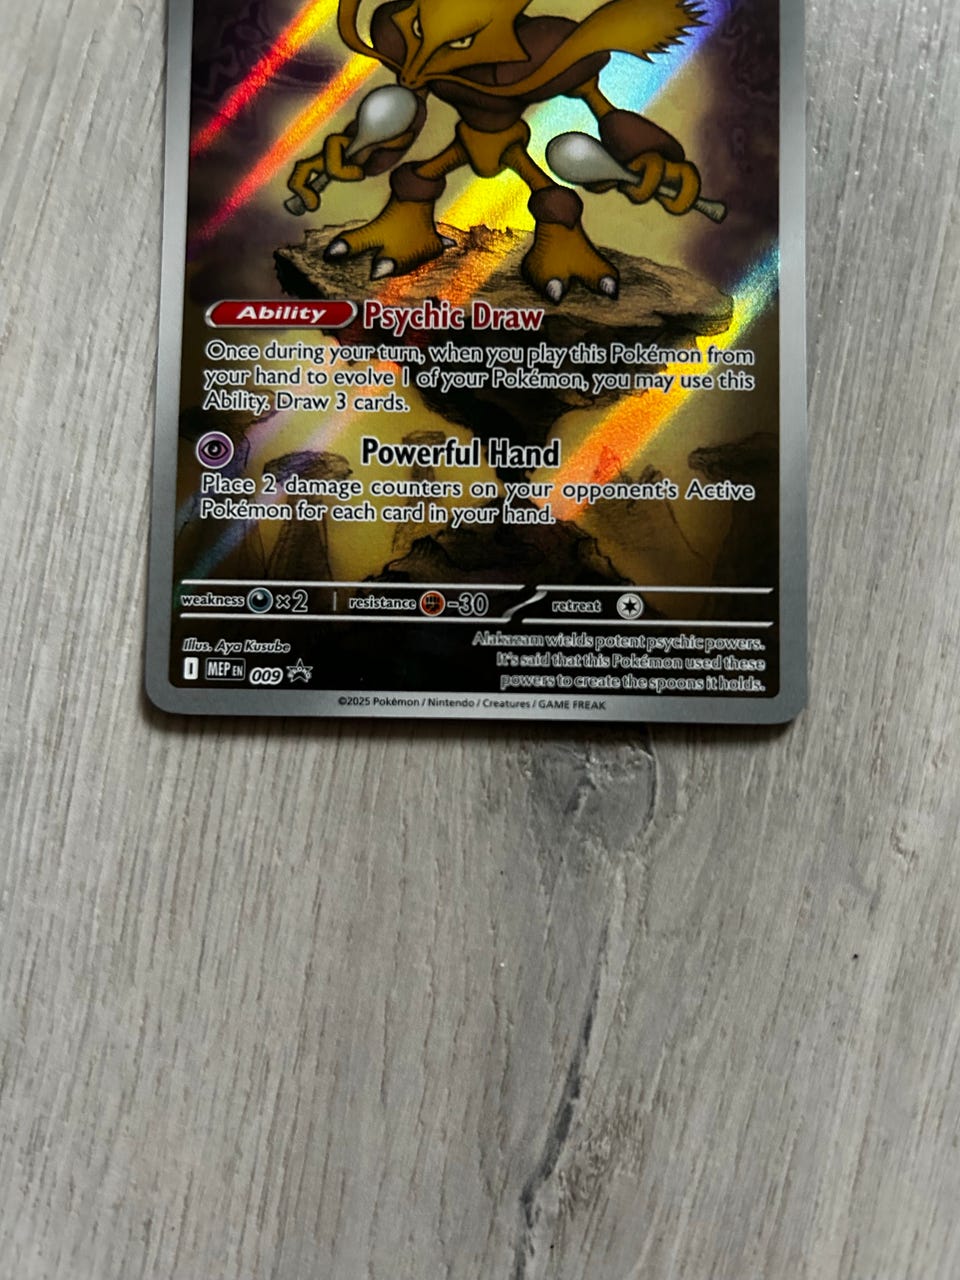 Ability Psychic Draw
Once during your turn, when you play this Pokémon from
your hand to evolve 1 of your Pokémon, you may use this
Ability. Draw 3 cards.
Powerful Hand
Place 2 damage counters on your opponent's Active
Pokémon for each card in your hand.
weakness ×2 resistance -30 retreat
Illus. Aya Kusube
Alakazam wields potent psychic powers.
It's said that this Pokémon used these
powers to create the spoons it holds.
I MEP EN 009
©2025 Pokémon / Nintendo / Creatures / GAME FREAK